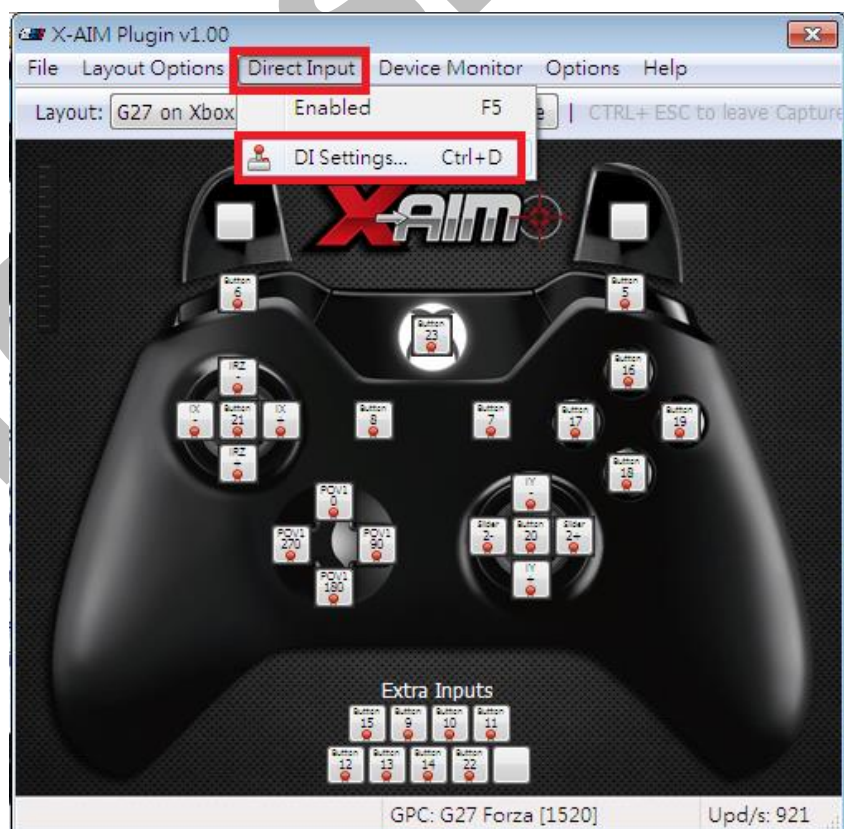 X-AIM Plugin v1.00
File Layout Options Direct Input Device Monitor Options Help
Layout: G27 on Xbox | CTRL+ ESC to leave Capture
Enabled F5
DI Settings... Ctrl+D
X-AIM
Button 6
Button 5
Button 23
IRZ -
Button 16
IX -
Button 21
IX +
Button 8
Button 7
Button 17
Button 19
IRZ +
Button 18
POV1 0
IY -
POV1 270
POV1 90
Slider 2-
Button 20
Slider 2+
POV1 180
IY +
Extra Inputs
Button 15
Button 9
Button 10
Button 11
Button 12
Button 13
Button 14
Button 22
GPC: G27 Forza [1520] Upd/s: 921